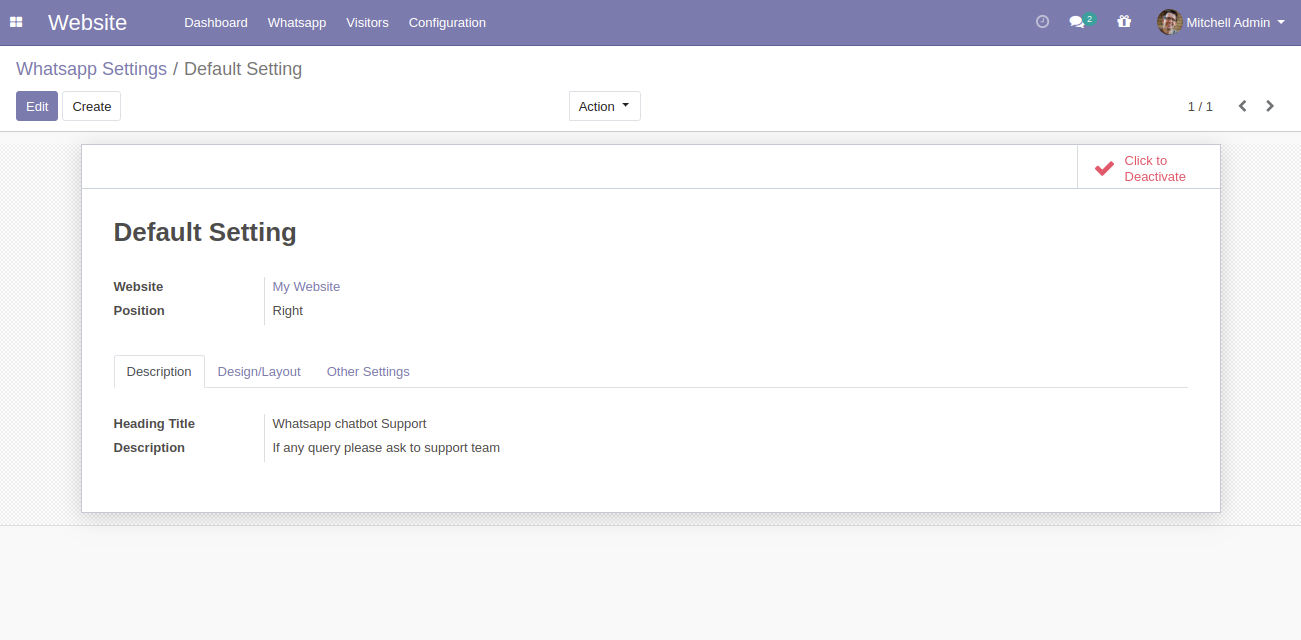 Website Dashboard Whatsapp Visitors Configuration 2 Mitchell Admin
Whatsapp Settings / Default Setting
Edit Create Action 1 / 1
Click to
Deactivate
Default Setting
Website My Website
Position Right
Description Design/Layout Other Settings
Heading Title Whatsapp chatbot Support
Description If any query please ask to support team